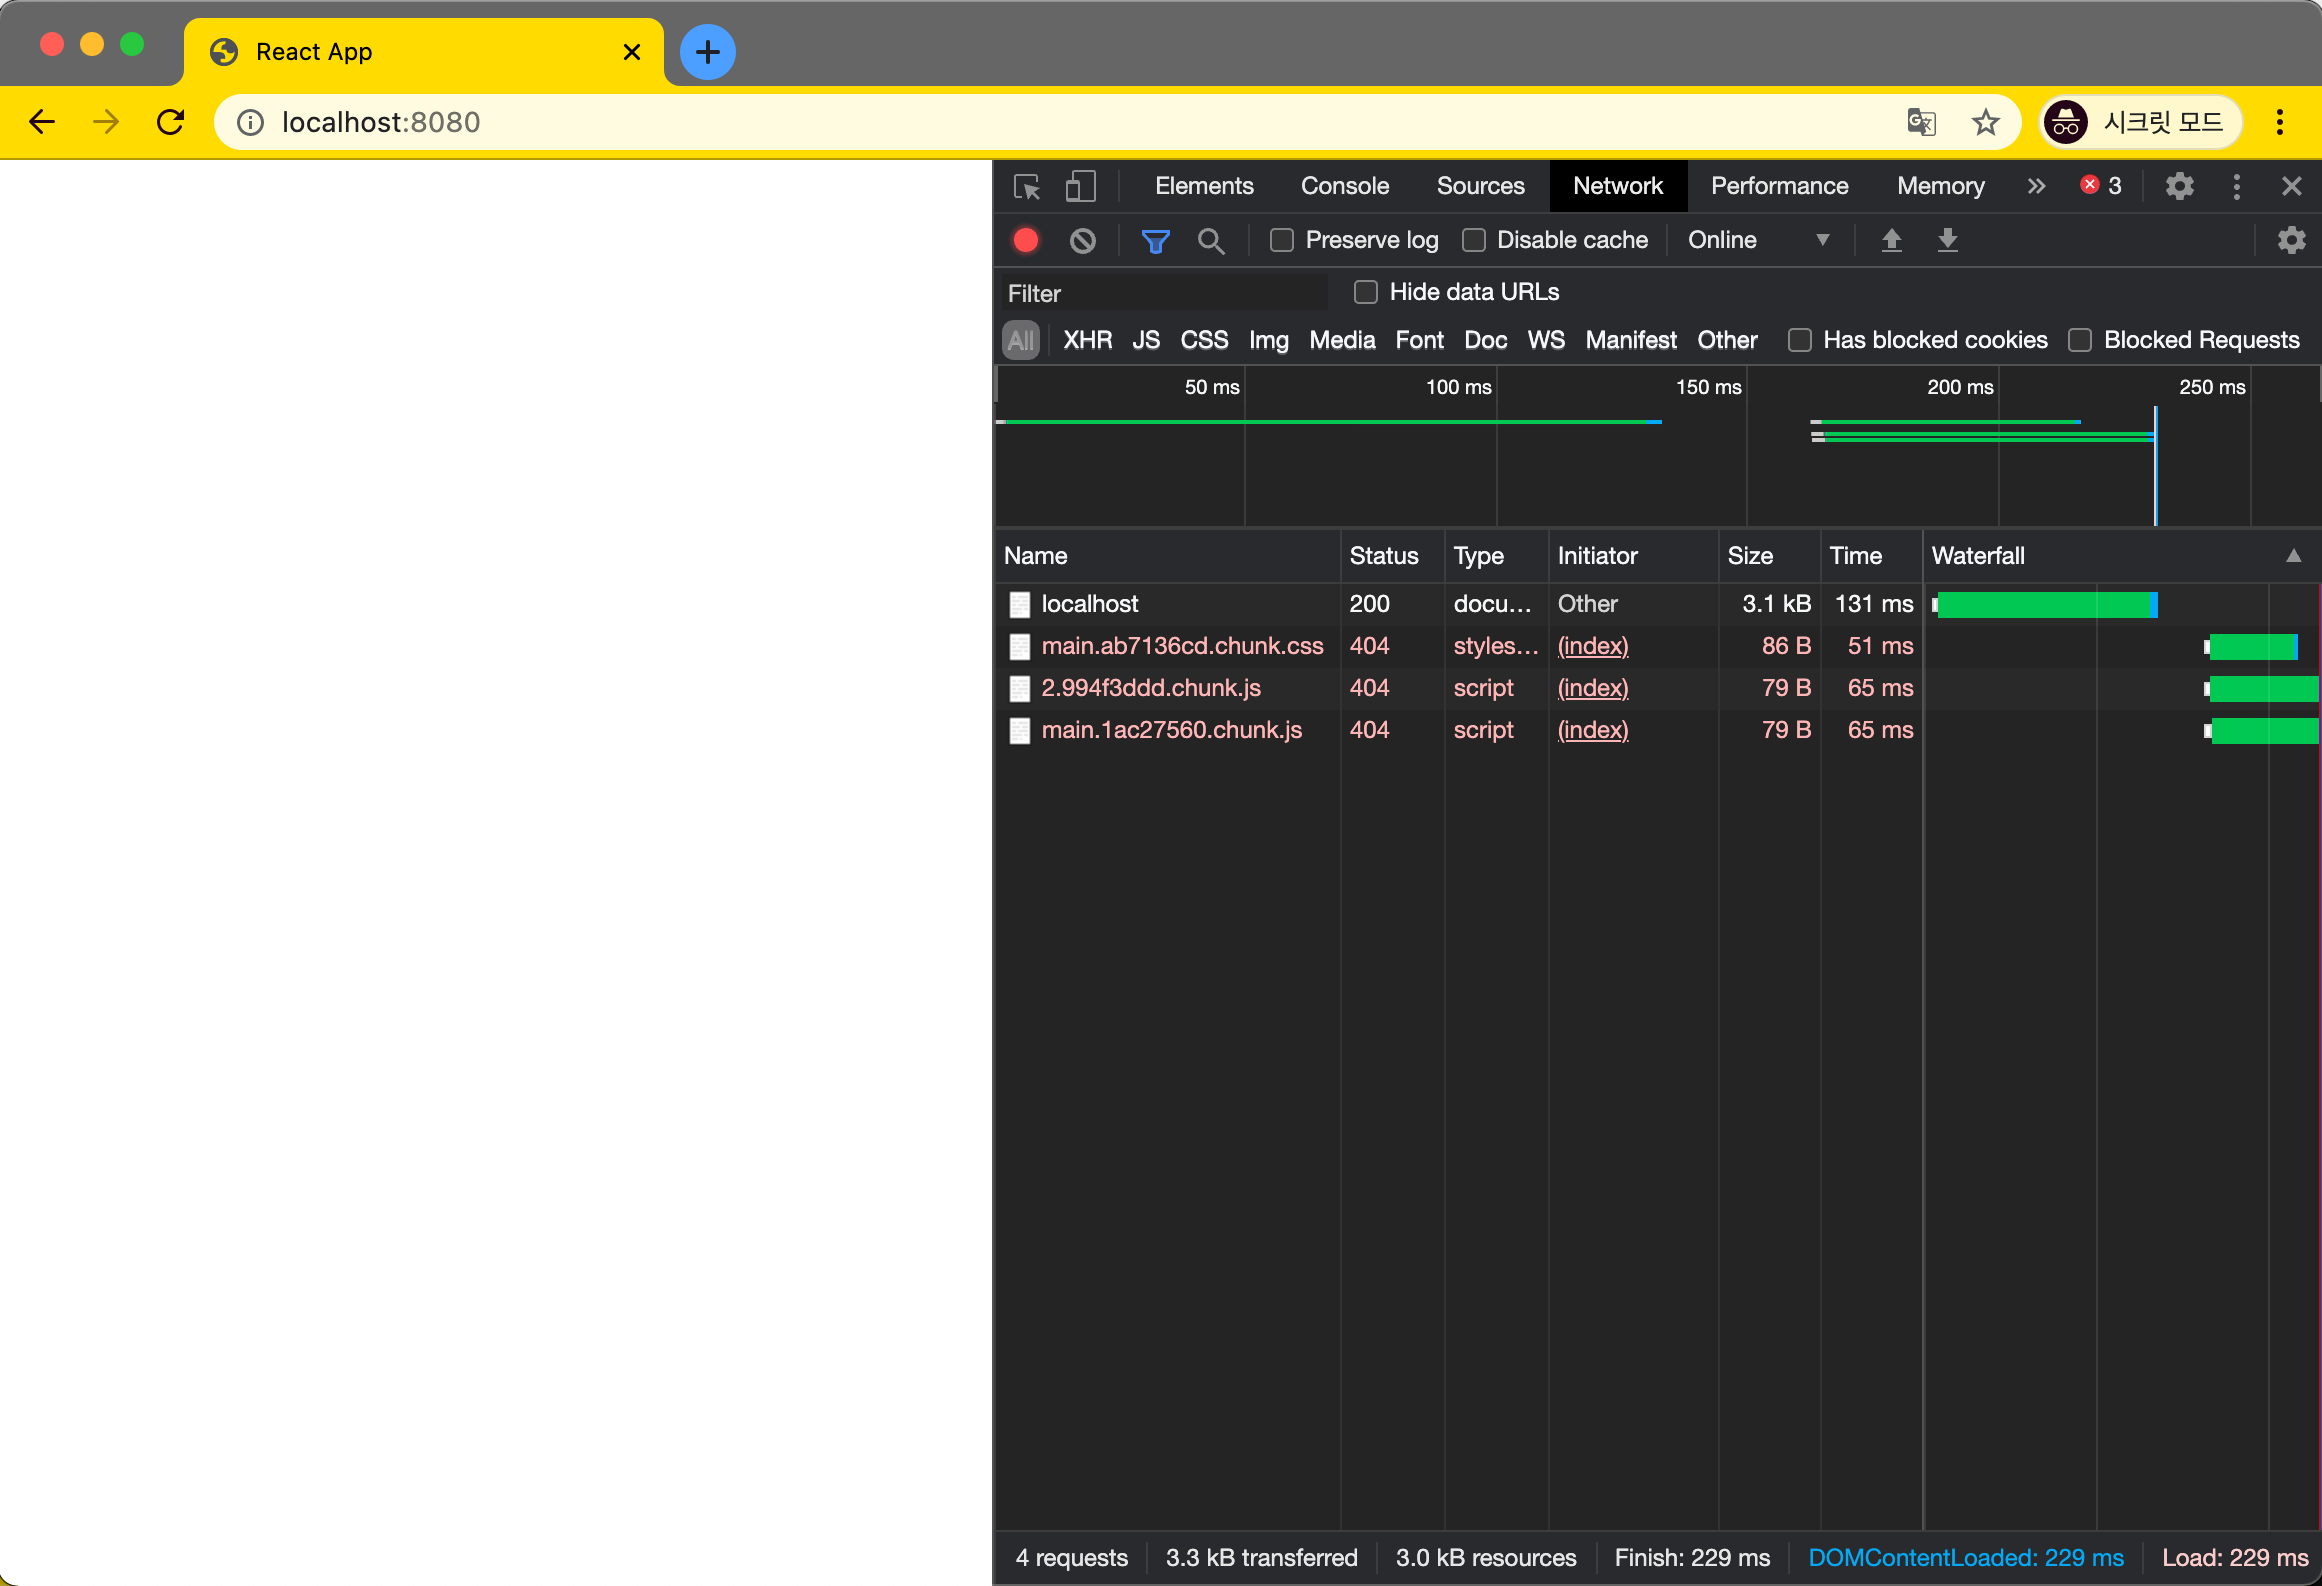 React App
localhost:8080
시크릿 모드
Elements Console Sources Network Performance Memory 3
Preserve log Disable cache Online
Filter Hide data URLs
All XHR JS CSS Img Media Font Doc WS Manifest Other Has blocked cookies Blocked Requests
50 ms 100 ms 150 ms 200 ms 250 ms
Name Status Type Initiator Size Time Waterfall
localhost 200 docu… Other 3.1 kB 131 ms
main.ab7136cd.chunk.css 404 styles… (index) 86 B 51 ms
2.994f3ddd.chunk.js 404 script (index) 79 B 65 ms
main.1ac27560.chunk.js 404 script (index) 79 B 65 ms
4 requests 3.3 kB transferred 3.0 kB resources Finish: 229 ms DOMContentLoaded: 229 ms Load: 229 ms